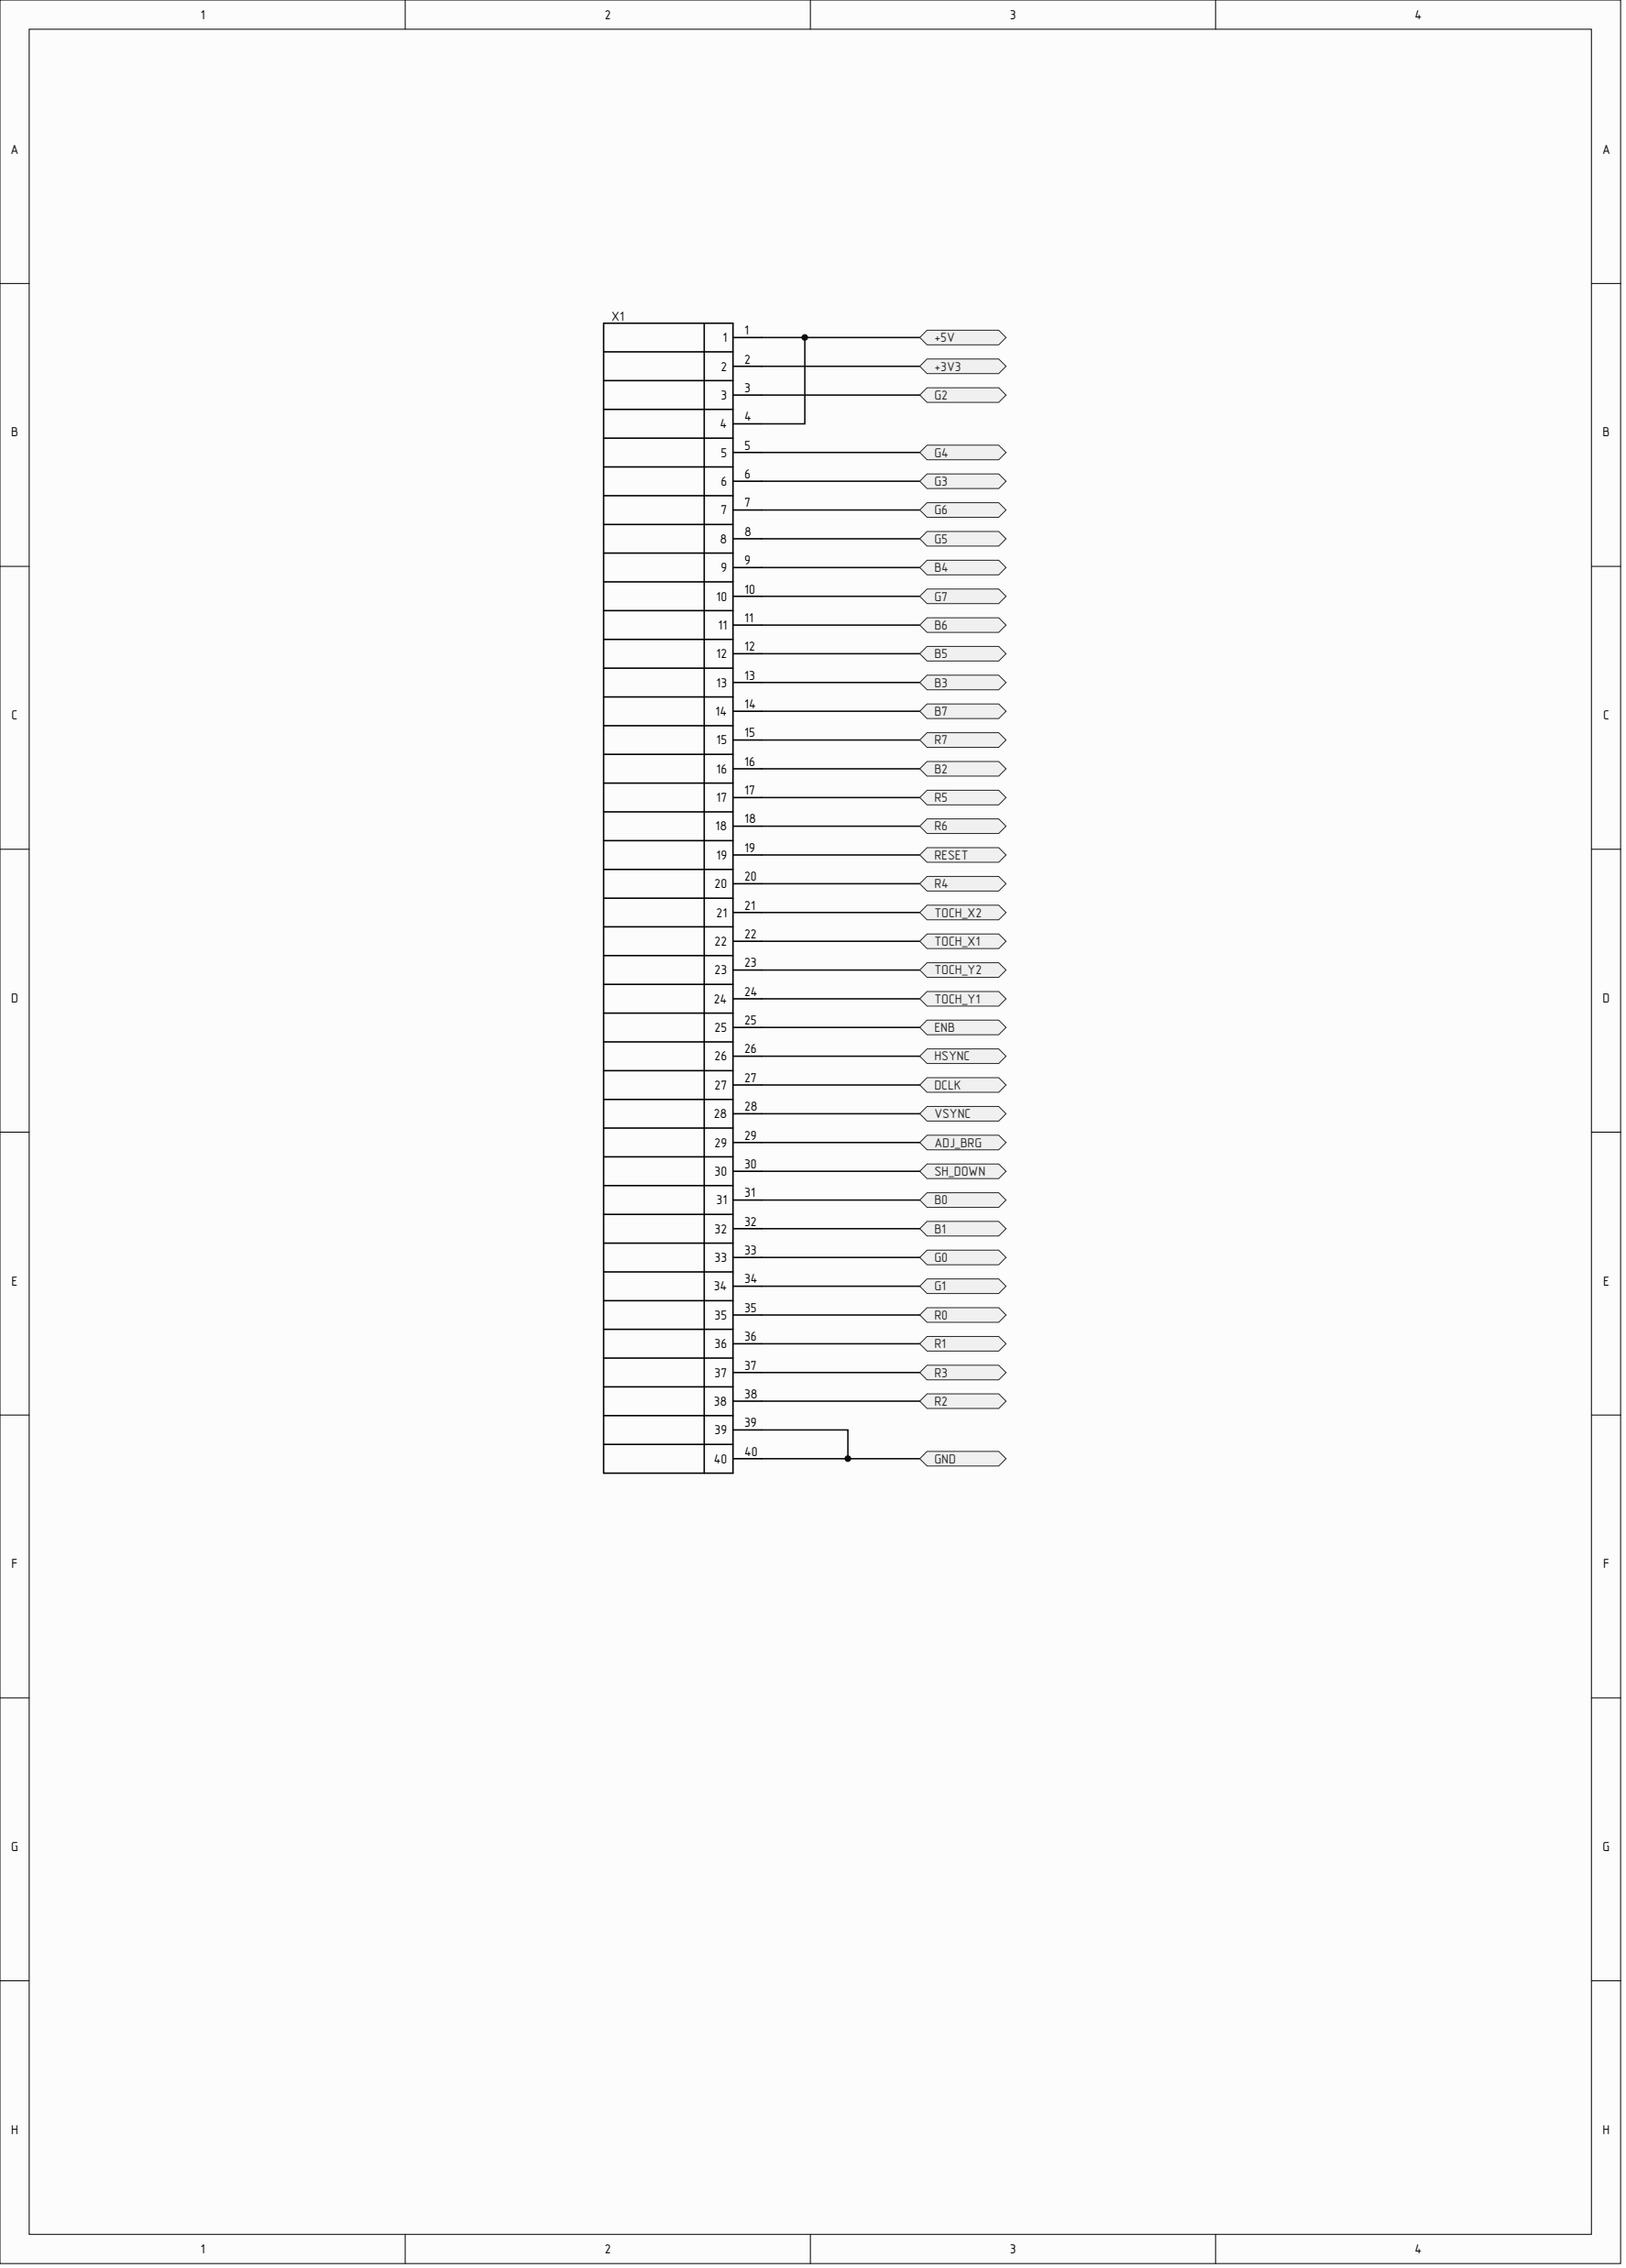 1 2 3 4
A A
X1
1 1 +5V
2 2 +3V3
3 3 G2
4 4
B B
5 5 G4
6 6 G3
7 7 G6
8 8 G5
9 9 B4
10 10 G7
11 11 B6
12 12 B5
13 13 B3
14 14 B7
C C
15 15 R7
16 16 B2
17 17 R5
18 18 R6
19 19 RESET
20 20 R4
21 21 TOCH_X2
22 22 TOCH_X1
23 23 TOCH_Y2
24 24 TOCH_Y1
D D
25 25 ENB
26 26 HSYNC
27 27 DCLK
28 28 VSYNC
29 29 ADJ_BRG
30 30 SH_DOWN
31 31 B0
32 32 B1
33 33 G0
E E
34 34 G1
35 35 R0
36 36 R1
37 37 R3
38 38 R2
39 39
40 40 GND
F F
G G
H H
1 2 3 4